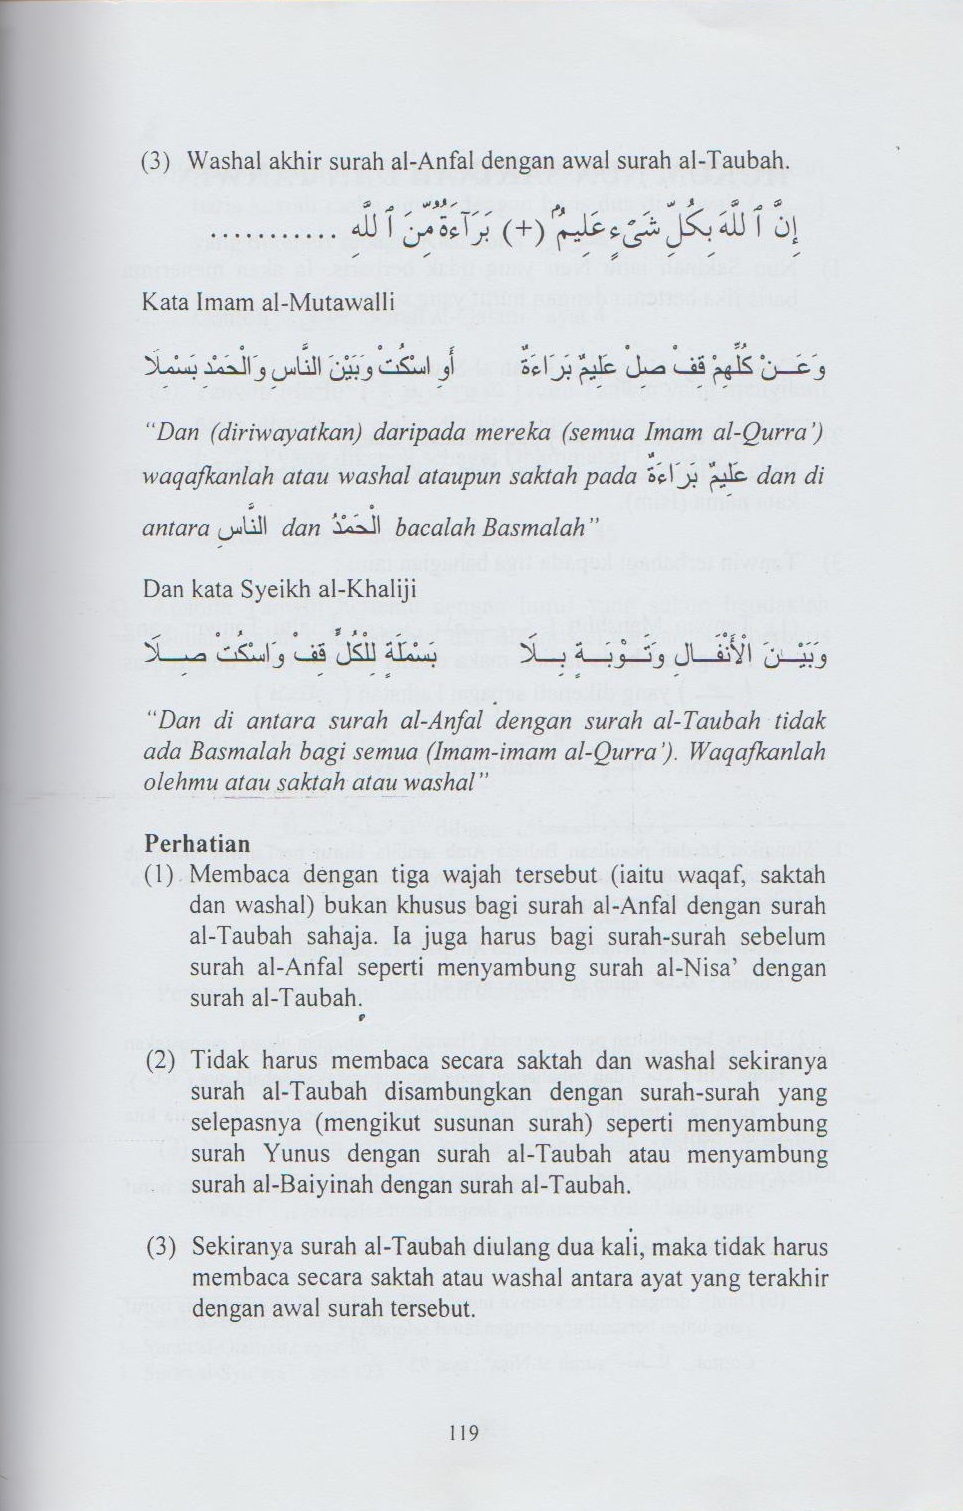 (3) Washal akhir surah al-Anfal dengan awal surah al-Taubah.
إِنَّ ٱللَّهَ بِكُلِّ شَىْءٍ عَلِيمٌۢ (+) بَرَآءَةٌ مِّنَ ٱللَّهِ ...........
Kata Imam al-Mutawalli
وَعَـــنْ كُلِّهِمْ قِفْ صِلْ عَلِيمٌ بَرَاءَةٌ أَوِ اسْكُتْ وَبَيْنَ النَّاسِ وَالْحَمْدِ بَسْمِلَا
“Dan (diriwayatkan) daripada mereka (semua Imam al-Qurra’)
waqafkanlah atau washal ataupun saktah pada عَلِيمٌ بَرَاءَةٌ dan di
antara النَّاسِ dan الْحَمْدُ bacalah Basmalah”
Dan kata Syeikh al-Khaliji
وَبَيْـــنَ الْأَنْفَـــالِ وَتَـــوْبَـــةٍ بِـــلَا بَسْمَلَةٍ لِلْكُلِّ قِفْ وَاسْكُتْ صِـــلَا
“Dan di antara surah al-Anfal dengan surah al-Taubah tidak
ada Basmalah bagi semua (Imam-imam al-Qurra’). Waqafkanlah
olehmu atau saktah atau washal”
Perhatian
(1) Membaca dengan tiga wajah tersebut (iaitu waqaf, saktah
dan washal) bukan khusus bagi surah al-Anfal dengan surah
al-Taubah sahaja. Ia juga harus bagi surah-surah sebelum
surah al-Anfal seperti menyambung surah al-Nisa’ dengan
surah al-Taubah.
(2) Tidak harus membaca secara saktah dan washal sekiranya
surah al-Taubah disambungkan dengan surah-surah yang
selepasnya (mengikut susunan surah) seperti menyambung
surah Yunus dengan surah al-Taubah atau menyambung
surah al-Baiyinah dengan surah al-Taubah.
(3) Sekiranya surah al-Taubah diulang dua kali, maka tidak harus
membaca secara saktah atau washal antara ayat yang terakhir
dengan awal surah tersebut.
119